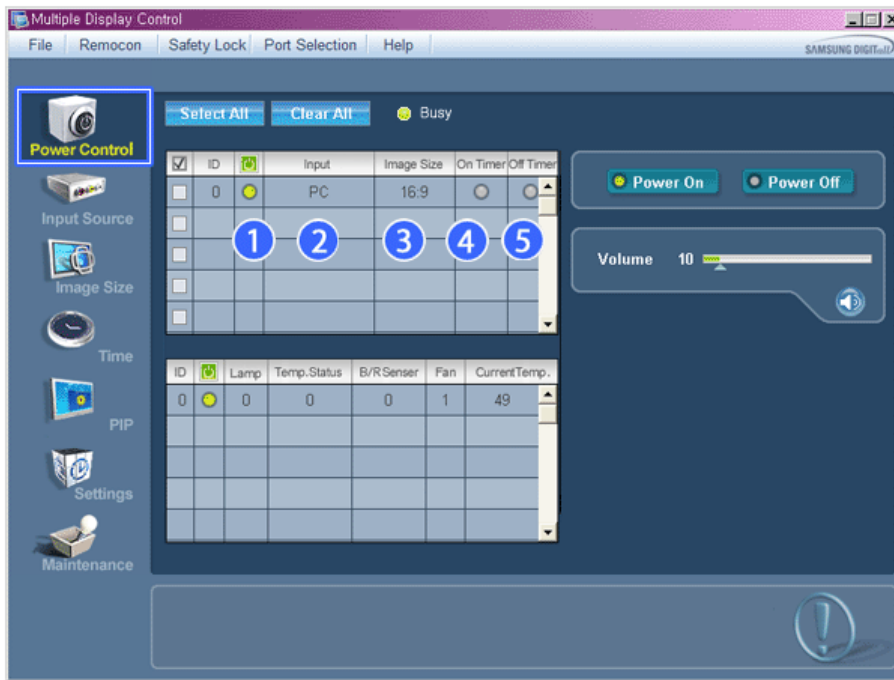 Multiple Display Control
File Remocon Safety Lock Port Selection Help
SAMSUNG DIGITall
Select All Clear All Busy
Power Control
ID Input Image Size On Timer Off Timer
0 PC 16:9
Power On Power Off
Input Source
1 2 3 4 5
Volume 10
Image Size
Time
ID Lamp Temp.Status B/RSenser Fan CurrentTemp.
0 0 0 0 1 49
PIP
Settings
Maintenance